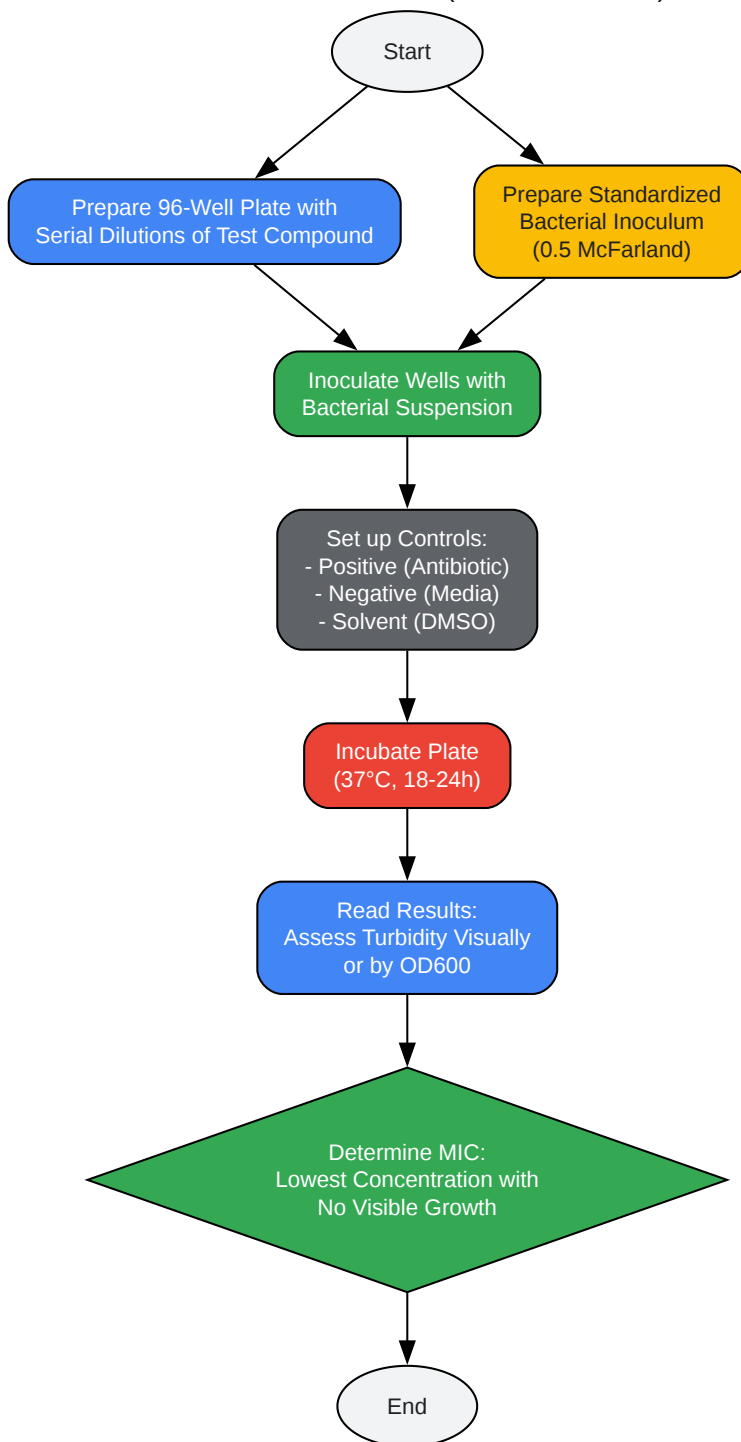 Start
Prepare 96-Well Plate with
Serial Dilutions of Test Compound
Prepare Standardized
Bacterial Inoculum
(0.5 McFarland)
Inoculate Wells with
Bacterial Suspension
Set up Controls:
- Positive (Antibiotic)
- Negative (Media)
- Solvent (DMSO)
Incubate Plate
(37°C, 18-24h)
Read Results:
Assess Turbidity Visually
or by OD600
Determine MIC:
Lowest Concentration with
No Visible Growth
End